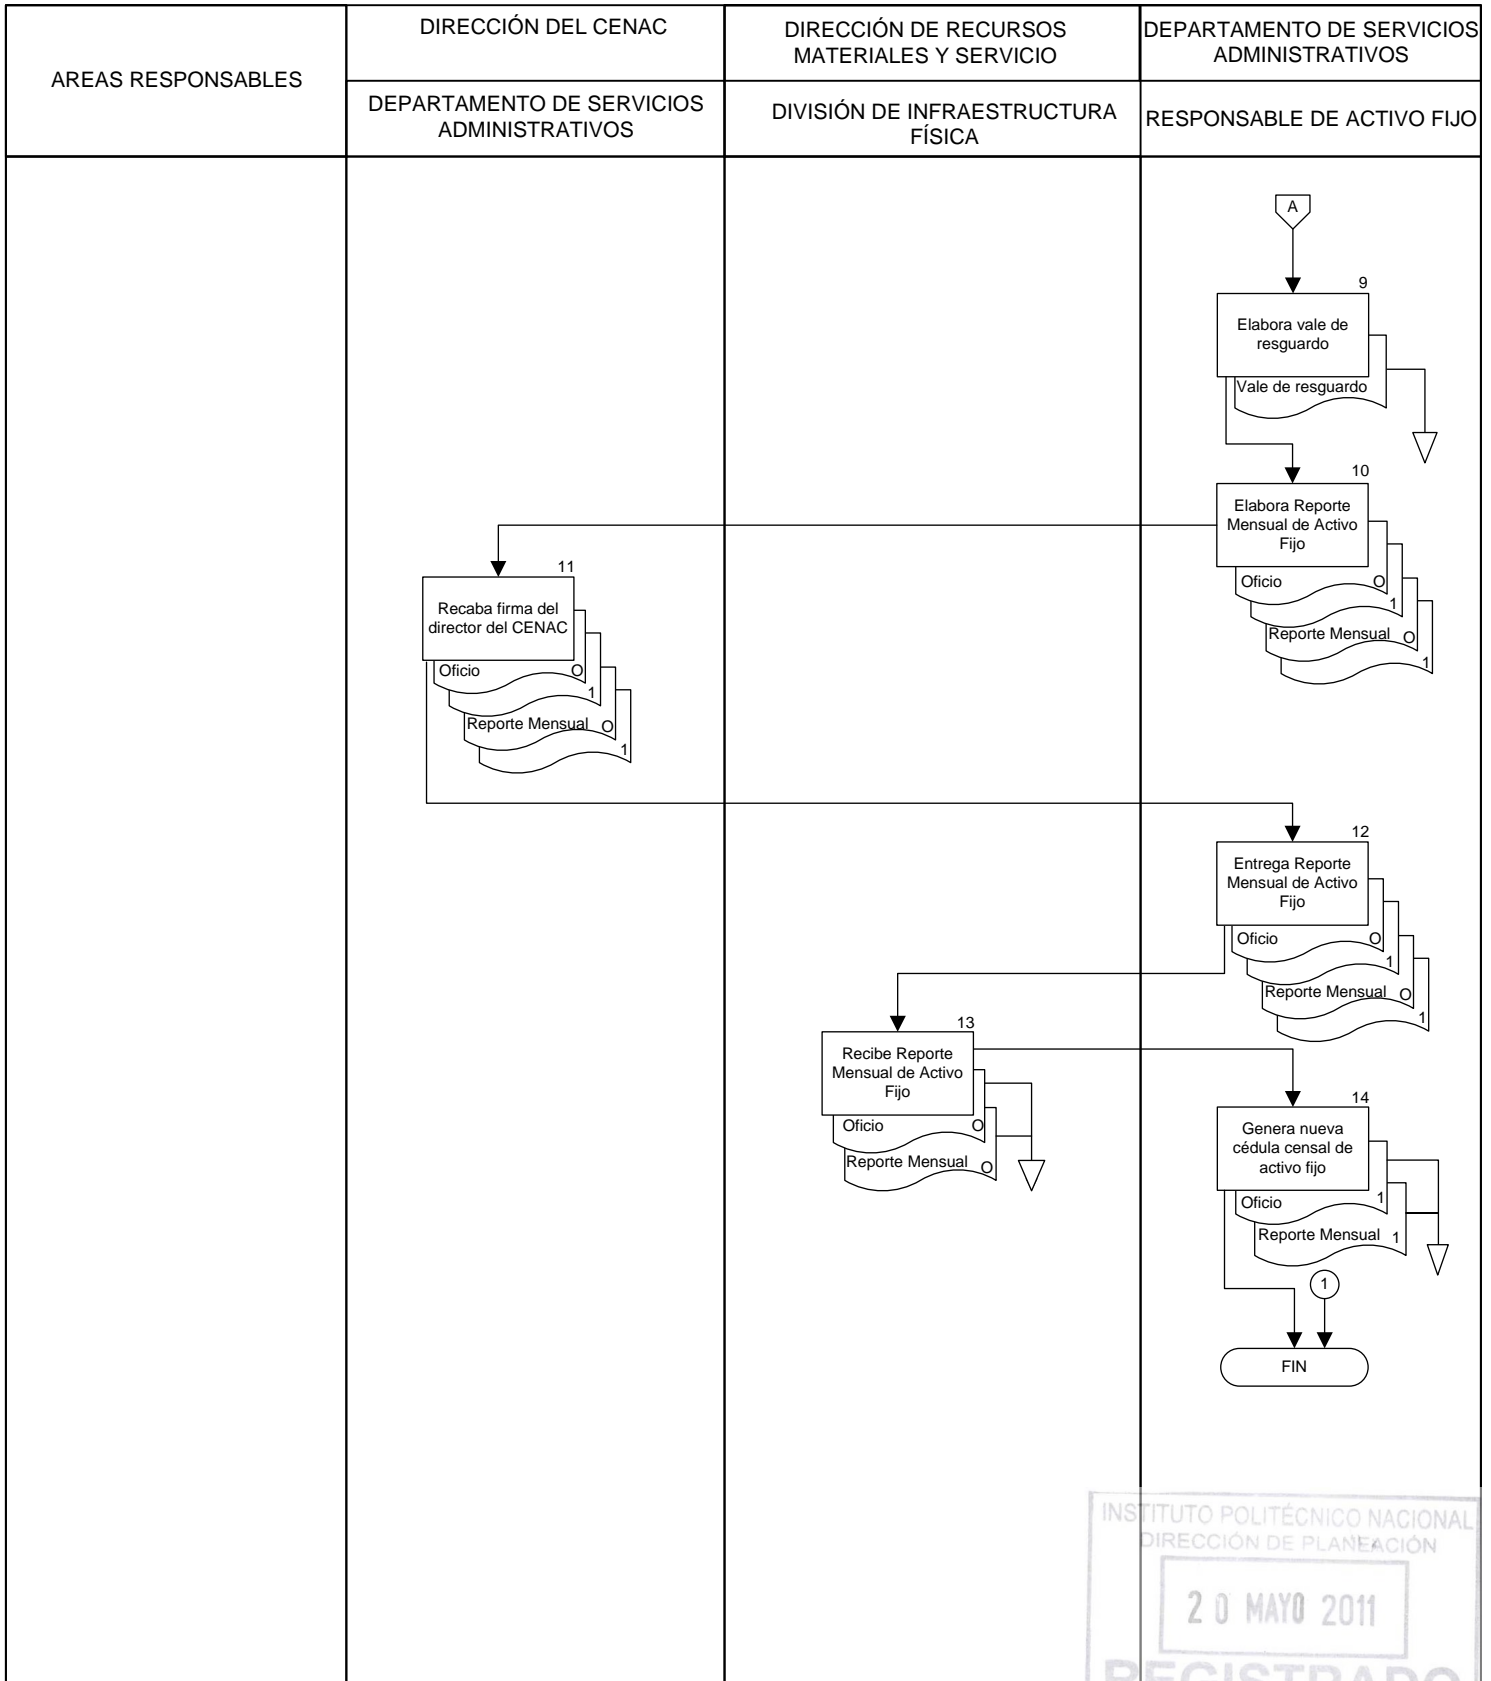 AREAS RESPONSABLES
DIRECCIÓN DEL CENAC
DIRECCIÓN DE RECURSOS
MATERIALES Y SERVICIO
DEPARTAMENTO DE SERVICIOS
ADMINISTRATIVOS
DEPARTAMENTO DE SERVICIOS
ADMINISTRATIVOS
DIVISIÓN DE INFRAESTRUCTURA
FÍSICA
RESPONSABLE DE ACTIVO FIJO
A
9
Elabora vale de
resguardo
Vale de resguardo
10
Elabora Reporte
Mensual de Activo
Fijo
Oficio O
1
Reporte Mensual O
1
11
Recaba firma del
director del CENAC
Oficio O
1
Reporte Mensual O
1
12
Entrega Reporte
Mensual de Activo
Fijo
Oficio O
1
Reporte Mensual O
1
13
Recibe Reporte
Mensual de Activo
Fijo
Oficio O
Reporte Mensual O
14
Genera nueva
cédula censal de
activo fijo
Oficio 1
Reporte Mensual 1
1
FIN
INSTITUTO POLITÉCNICO NACIONAL
DIRECCIÓN DE PLANEACIÓN
20 MAYO 2011
REGISTRADO